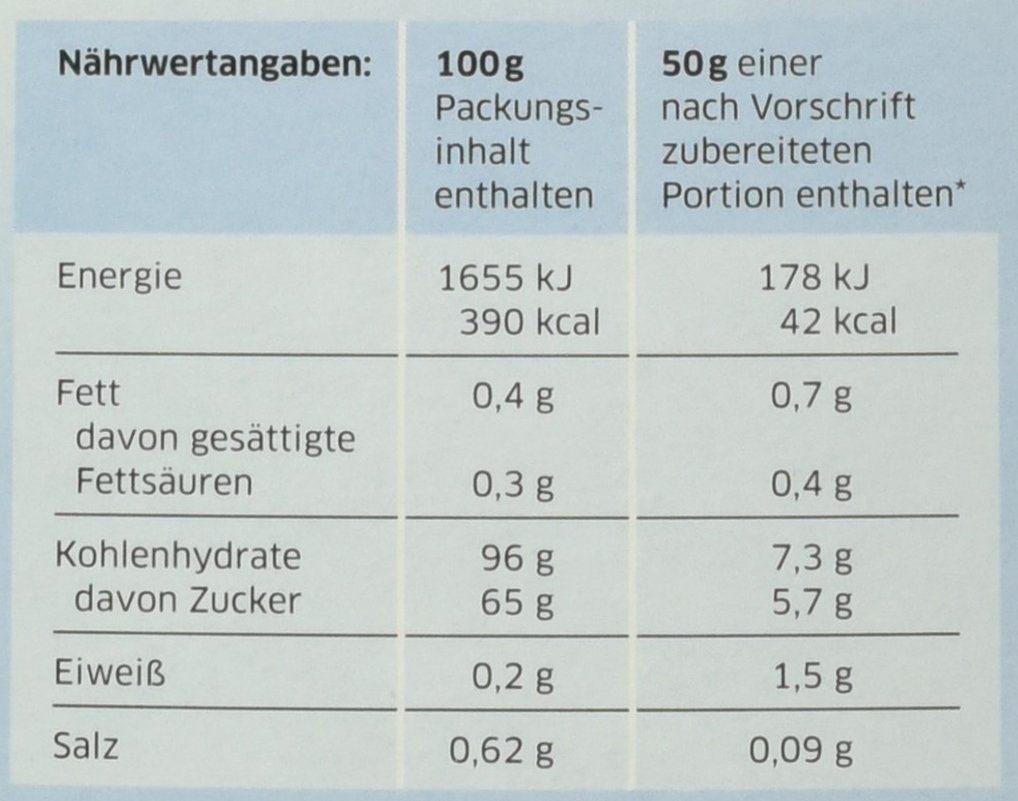 Nährwertangaben: 100g 50g einer
Packungs- nach Vorschrift
inhalt zubereiteten
enthalten Portion enthalten*
Energie 1655 kJ 178 kJ
390 kcal 42 kcal
Fett 0,4 g 0,7 g
davon gesättigte
Fettsäuren 0,3 g 0,4 g
Kohlenhydrate 96 g 7,3 g
davon Zucker 65 g 5,7 g
Eiweiß 0,2 g 1,5 g
Salz 0,62 g 0,09 g